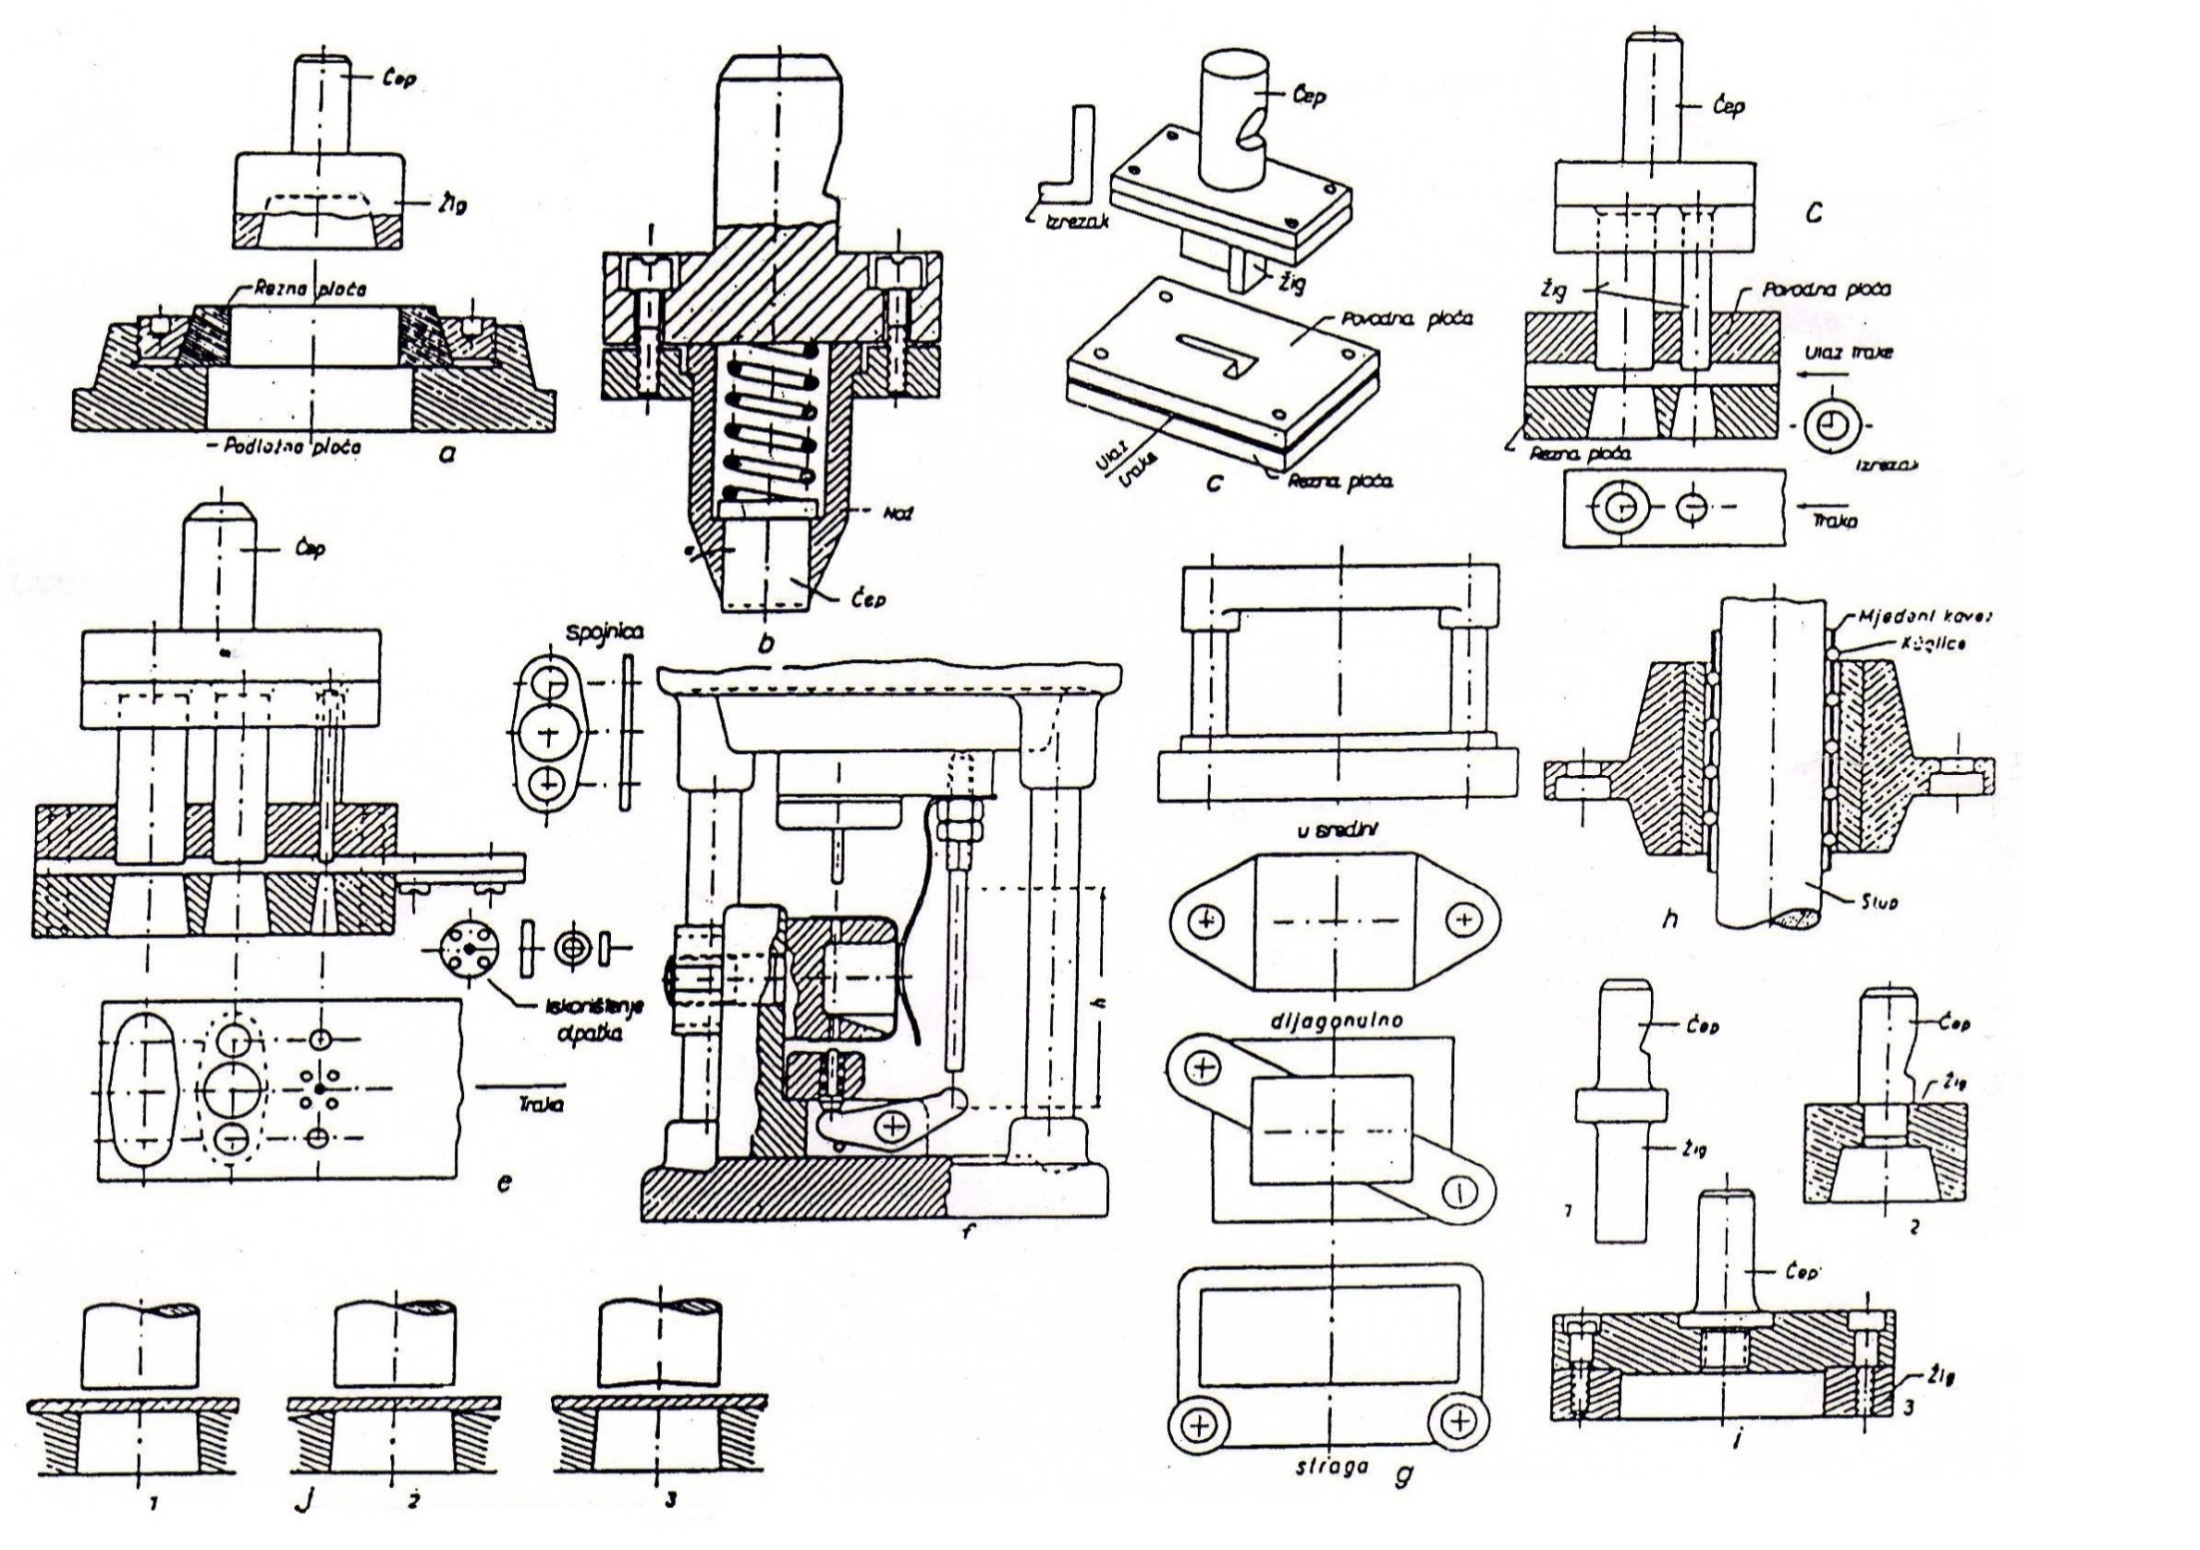 Čep
Žig
Rezna ploča
Podložna ploča
a
Nož
a
Čep
b
Čep
Izrezak
Žig
Povodna ploča
Ulaz
trake
Rezna ploča
C
Čep
C
Žig
Povodna ploča
Ulaz trake
Rezna ploča
Izrezak
Traka
Čep
Spojnica
Iskorištenje
otpatka
Traka
e
h
f
u sredini
dijagonalno
straga
g
Mjedeni kavez
Kuglice
Stup
h
Čep
Žig
1
Čep
Žig
2
Čep
Žig
3
i
1
J
2
3